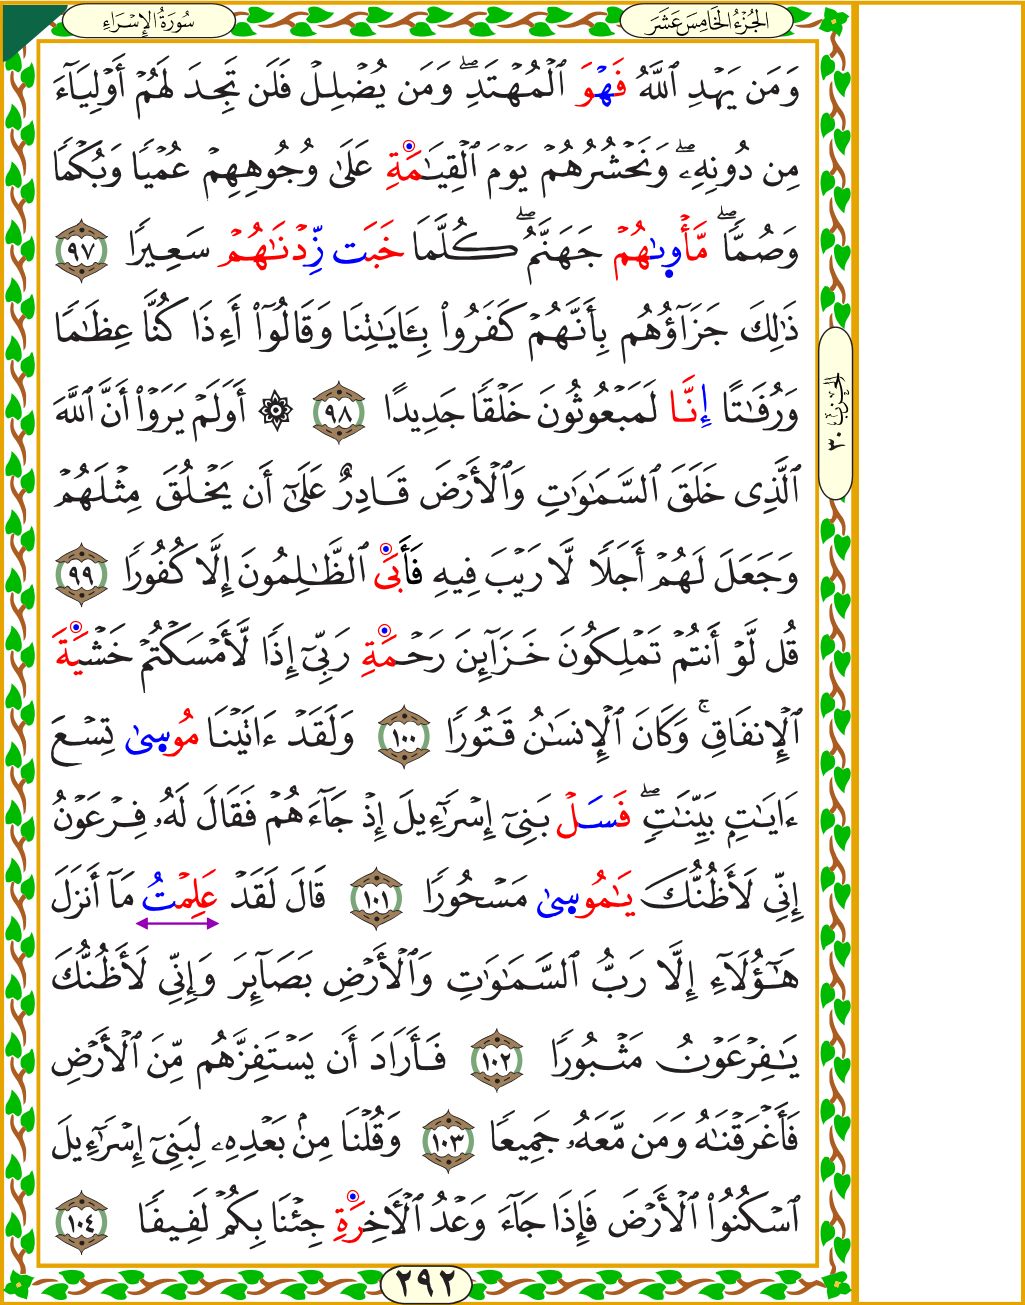 الجُزْءُ الخَامِسَ عَشَرَ
سُورَةُ الإِسْرَاءِ
وَمَن يَهْدِ ٱللَّهُ فَهْوَ ٱلْمُهْتَدِۖ وَمَن يُضْلِلْ فَلَن تَجِدَ لَهُمْ أَوْلِيَآءَ
مِن دُونِهِۦۖ وَنَحْشُرُهُمْ يَوْمَ ٱلْقِيَـٰمَةِ عَلَىٰ وُجُوهِهِمْ عُمْيًا وَبُكْمًا
وَصُمًّاۖ مَّأْوِىٰهُمْ جَهَنَّمُۖ كُلَّمَا خَبَت زِّدْنَـٰهُمْ سَعِيرًا ٩٧
ذَٰلِكَ جَزَآؤُهُم بِأَنَّهُمْ كَفَرُوا۟ بِـَٔايَـٰتِنَا وَقَالُوٓا۟ أَءِذَا كُنَّا عِظَـٰمًا
وَرُفَـٰتًا إِنَّا لَمَبْعُوثُونَ خَلْقًا جَدِيدًا ٩٨ ۞ أَوَلَمْ يَرَوْا۟ أَنَّ ٱللَّهَ
ٱلَّذِى خَلَقَ ٱلسَّمَـٰوَٰتِ وَٱلْأَرْضَ قَادِرٌ عَلَىٰٓ أَن يَخْلُقَ مِثْلَهُمْ
وَجَعَلَ لَهُمْ أَجَلًا لَّا رَيْبَ فِيهِ فَأَبَى ٱلظَّـٰلِمُونَ إِلَّا كُفُورًا ٩٩
قُل لَّوْ أَنتُمْ تَمْلِكُونَ خَزَآئِنَ رَحْمَةِ رَبِّىٓ إِذًا لَّأَمْسَكْتُمْ خَشْيَةَ
ٱلْإِنفَاقِۚ وَكَانَ ٱلْإِنسَـٰنُ قَتُورًا ١٠٠ وَلَقَدْ ءَاتَيْنَا مُوسِىٰ تِسْعَ
ءَايَـٰتٍۭ بَيِّنَـٰتٍۖ فَسَلْ بَنِىٓ إِسْرَٰٓءِيلَ إِذْ جَآءَهُمْ فَقَالَ لَهُۥ فِرْعَوْنُ
إِنِّى لَأَظُنُّكَ يَـٰمُوسِىٰ مَسْحُورًا ١٠١ قَالَ لَقَدْ عَلِمْتُ مَآ أَنزَلَ
هَـٰٓؤُلَآءِ إِلَّا رَبُّ ٱلسَّمَـٰوَٰتِ وَٱلْأَرْضِ بَصَآئِرَ وَإِنِّى لَأَظُنُّكَ
يَـٰفِرْعَوْنُ مَثْبُورًا ١٠٢ فَأَرَادَ أَن يَسْتَفِزَّهُم مِّنَ ٱلْأَرْضِ
فَأَغْرَقْنَـٰهُ وَمَن مَّعَهُۥ جَمِيعًا ١٠٣ وَقُلْنَا مِنۢ بَعْدِهِۦ لِبَنِىٓ إِسْرَٰٓءِيلَ
ٱسْكُنُوا۟ ٱلْأَرْضَ فَإِذَا جَآءَ وَعْدُ ٱلْـَٔاخِرَةِ جِئْنَا بِكُمْ لَفِيفًا ١٠٤
الحِزْبُ ٣٠
٢٩٢